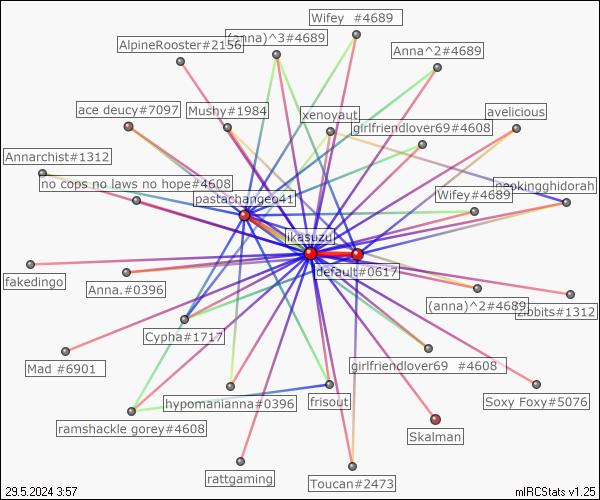 Wifey  #4689
(anna)^3#4689
AlpineRooster#2156
Anna^2#4689
ace deucy#7097
Mushy#1984
xenoyaut
avelicious
girlfriendlover69#4608
Annarchist#1312
no cops no laws no hope#4608
pastachangeo41
Wifey#4689
likasuzu
default#0617
fakedingo
Anna.#0396
(anna)^2#4689
zibbits#1312
Cypha#1717
Mad #6901
girlfriendlover69  #4608
hypomanianna#0396
frisout
Soxy Foxy#5076
ramshackle gorey#4608
Skalman
rattgaming
Toucan#2473
29.5.2024 3:57
mIRCStats v1.25